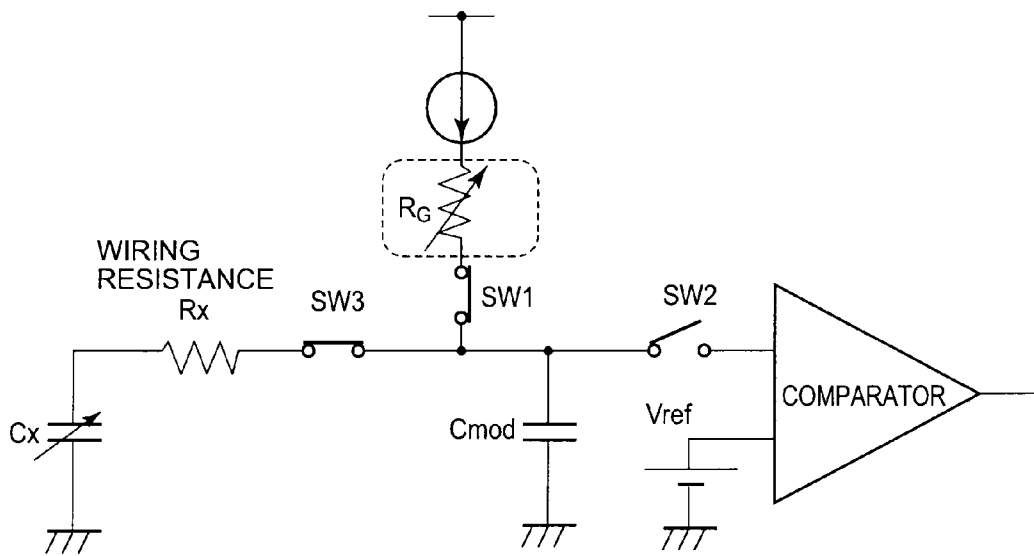 RG
WIRING
RESISTANCE
Rx
SW3
SW1
SW2
Cx
Cmod
Vref
COMPARATOR